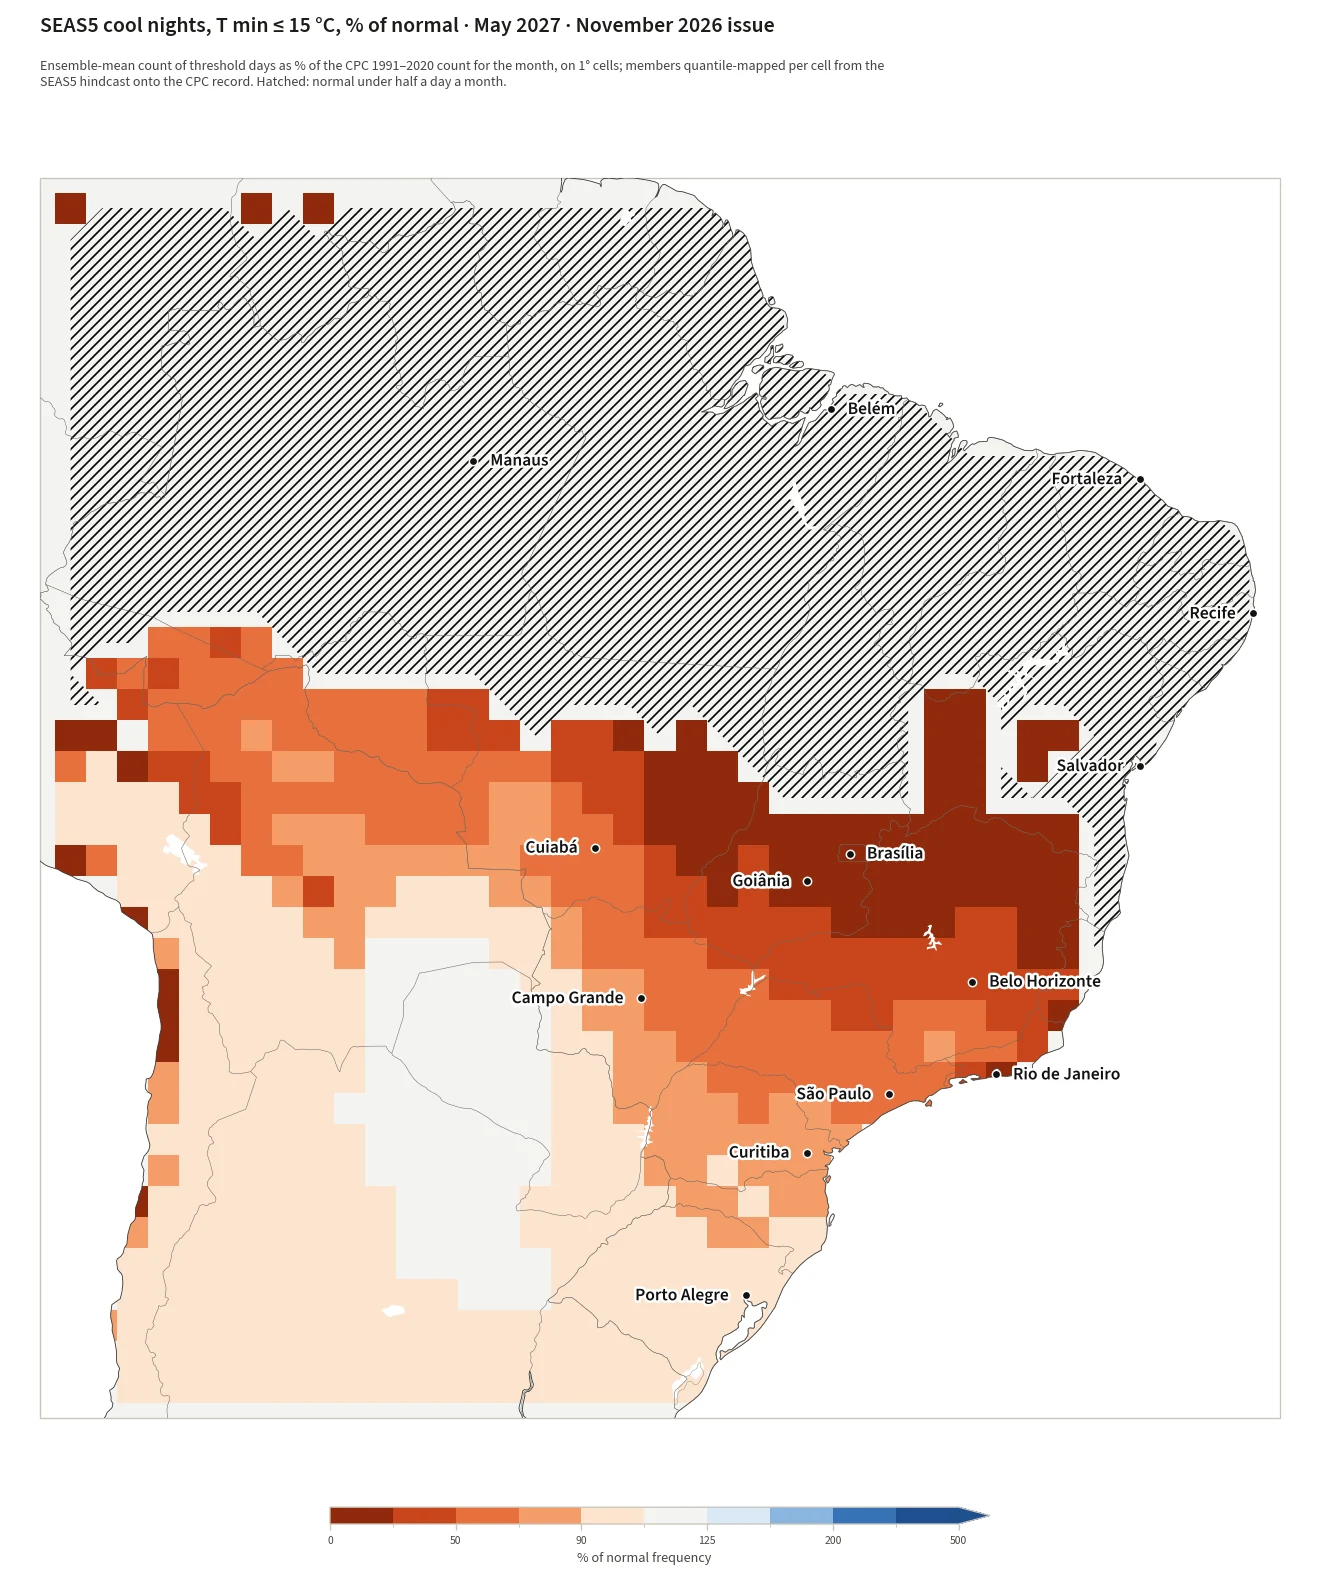 SEAS5 cool nights, T min ≤ 15 °C, % of normal · May 2027 · November 2026 issue
Ensemble-mean count of threshold days as % of the CPC 1991–2020 count for the month, on 1° cells; members quantile-mapped per cell from the
SEAS5 hindcast onto the CPC record. Hatched: normal under half a day a month.
Belém
Manaus
Fortaleza
Recife
Salvador
Cuiabá
Brasília
Goiânia
Belo Horizonte
Campo Grande
Rio de Janeiro
São Paulo
Curitiba
Porto Alegre
0 50 90 125 200 500
% of normal frequency